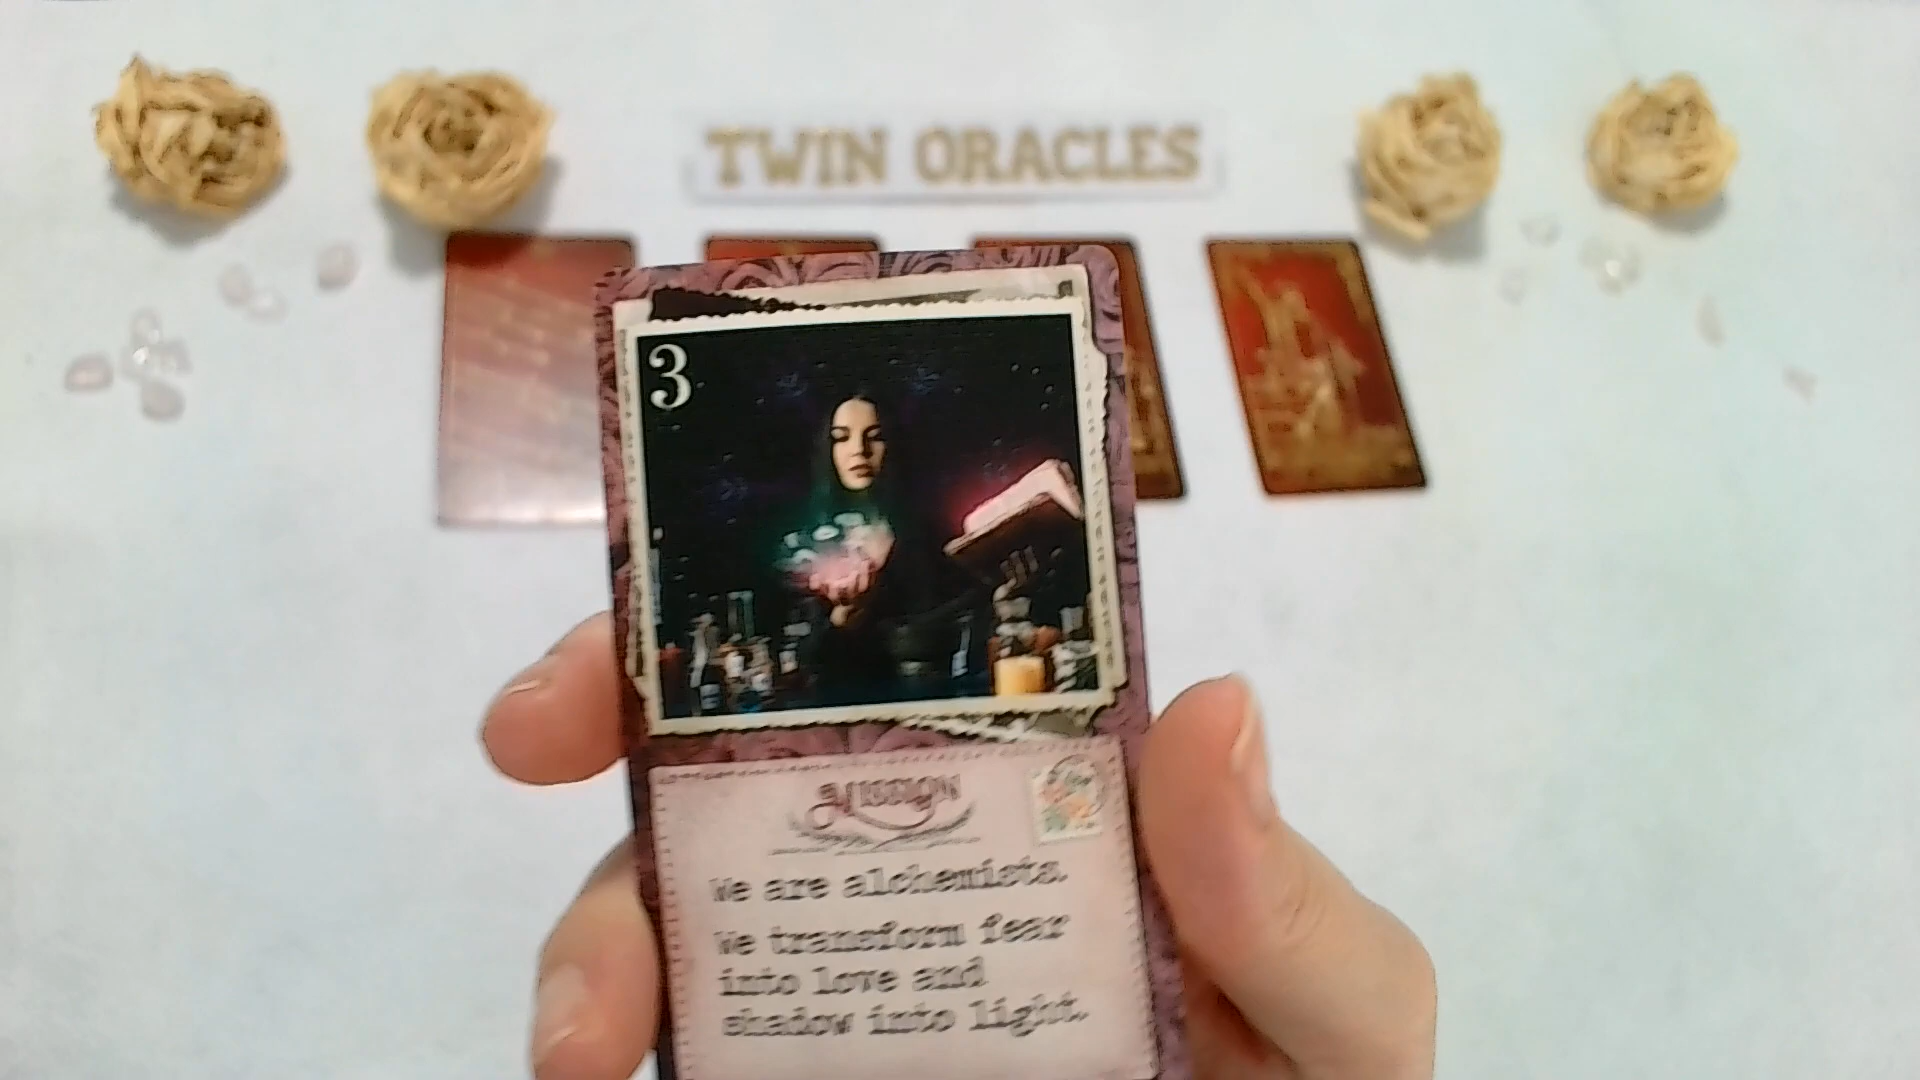 TWIN ORACLES
3
Mission
We are alchemists.
We transform fear
into love and
shadow into light.